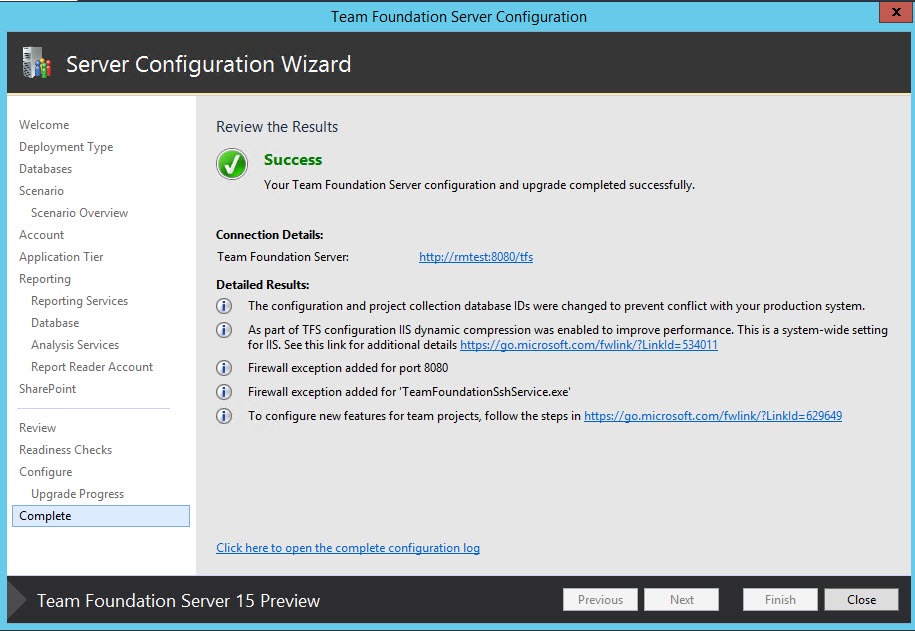 Team Foundation Server Configuration
x
Server Configuration Wizard
Welcome
Deployment Type
Databases
Scenario
Scenario Overview
Account
Application Tier
Reporting
Reporting Services
Database
Analysis Services
Report Reader Account
SharePoint
Review
Readiness Checks
Configure
Upgrade Progress
Complete
Review the Results
Success
Your Team Foundation Server configuration and upgrade completed successfully.
Connection Details:
Team Foundation Server: http://rmtest:8080/tfs
Detailed Results:
The configuration and project collection database IDs were changed to prevent conflict with your production system.
As part of TFS configuration IIS dynamic compression was enabled to improve performance. This is a system-wide setting
for IIS. See this link for additional details https://go.microsoft.com/fwlink/?LinkId=534011
Firewall exception added for port 8080
Firewall exception added for 'TeamFoundationSshService.exe'
To configure new features for team projects, follow the steps in https://go.microsoft.com/fwlink/?LinkId=629649
Click here to open the complete configuration log
Team Foundation Server 15 Preview
Previous
Next
Finish
Close